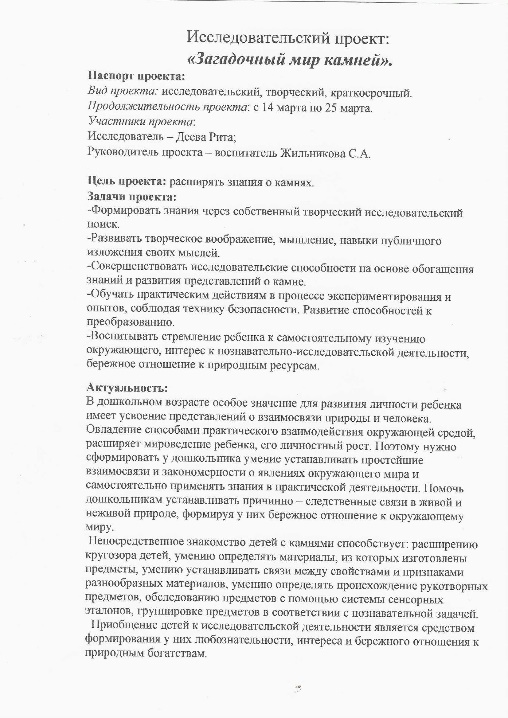 Исследовательский проект:
«Загадочный мир камней».
Паспорт проекта:
Вид проекта: исследовательский, творческий, краткосрочный.
Продолжительность проекта: с 14 марта по 25 марта.
Участники проекта:
Исследователь – Деева Рита;
Руководитель проекта – воспитатель Жильникова С.А.
Цель проекта: расширять знания о камнях.
Задачи проекта:
-Формировать знания через собственный творческий исследовательский
поиск.
-Развивать творческое воображение, мышление, навыки публичного
изложения своих мыслей.
-Совершенствовать исследовательские способности на основе обогащения
знаний и развития представлений о камне.
-Обучать практическим действиям в процессе экспериментирования и
опытов, соблюдая технику безопасности. Развитие способностей к
преобразованию.
-Воспитывать стремление ребенка к самостоятельному изучению
окружающего, интерес к познавательно-исследовательской деятельности,
бережное отношение к природным ресурсам.
Актуальность:
В дошкольном возрасте особое значение для развития личности ребенка
имеет усвоение представлений о взаимосвязи природы и человека.
Овладение способами практического взаимодействия окружающей средой,
расширяет мироведение ребенка, его личностный рост. Поэтому нужно
сформировать у дошкольника умение устанавливать простейшие
взаимосвязи и закономерности о явлениях окружающего мира и
самостоятельно применять знания в практической деятельности. Помочь
дошкольникам устанавливать причинно – следственные связи в живой и
неживой природе, формируя у них бережное отношение к окружающему
миру.
Непосредственное знакомство детей с камнями способствует: расширению
кругозора детей, умению определять материалы, из которых изготовлены
предметы, умению устанавливать связи между свойствами и признаками
разнообразных материалов, умению определять происхождение рукотворных
предметов, обследованию предметов с помощью системы сенсорных
эталонов, группировке предметов в соответствии с познавательной задачей.
Приобщение детей к исследовательской деятельности является средством
формирования у них любознательности, интереса и бережного отношения к
природным богатствам.